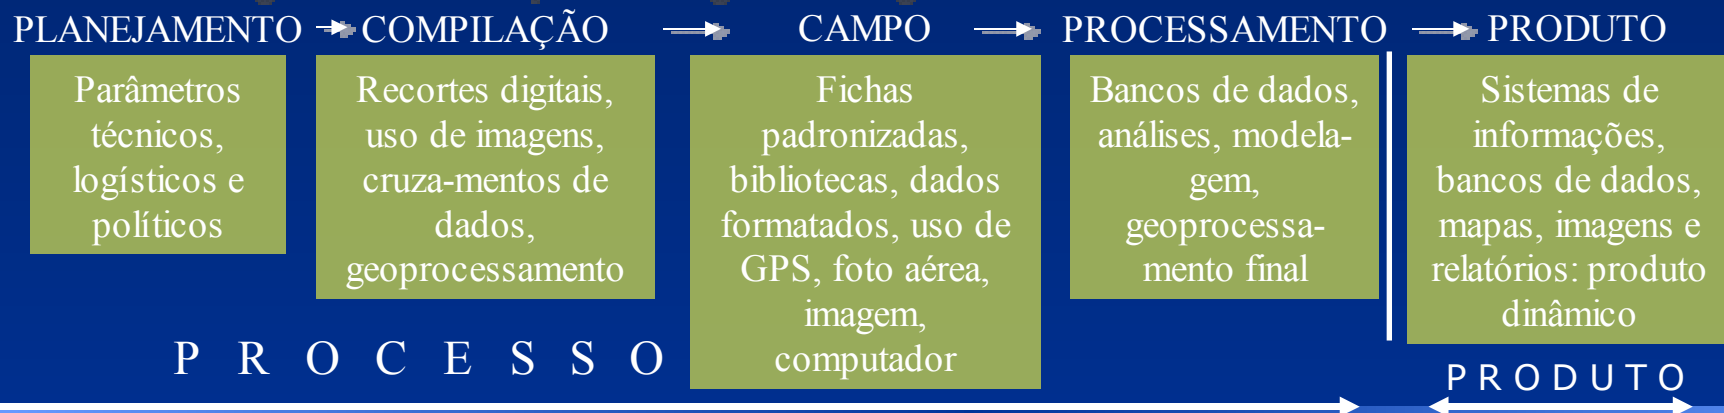 PLANEJAMENTO
COMPILAÇÃO
CAMPO
PROCESSAMENTO
PRODUTO
Parâmetros
técnicos,
logísticos e
políticos
Recortes digitais,
uso de imagens,
cruza-mentos de
dados,
geoprocessamento
Fichas
padronizadas,
bibliotecas, dados
formatados, uso de
GPS, foto aérea,
imagem,
computador
Bancos de dados,
análises, modela-
gem,
geoprocessa-
mento final
Sistemas de
informações,
bancos de dados,
mapas, imagens e
relatórios: produto
dinâmico
P R O C E S S O
P R O D U T O